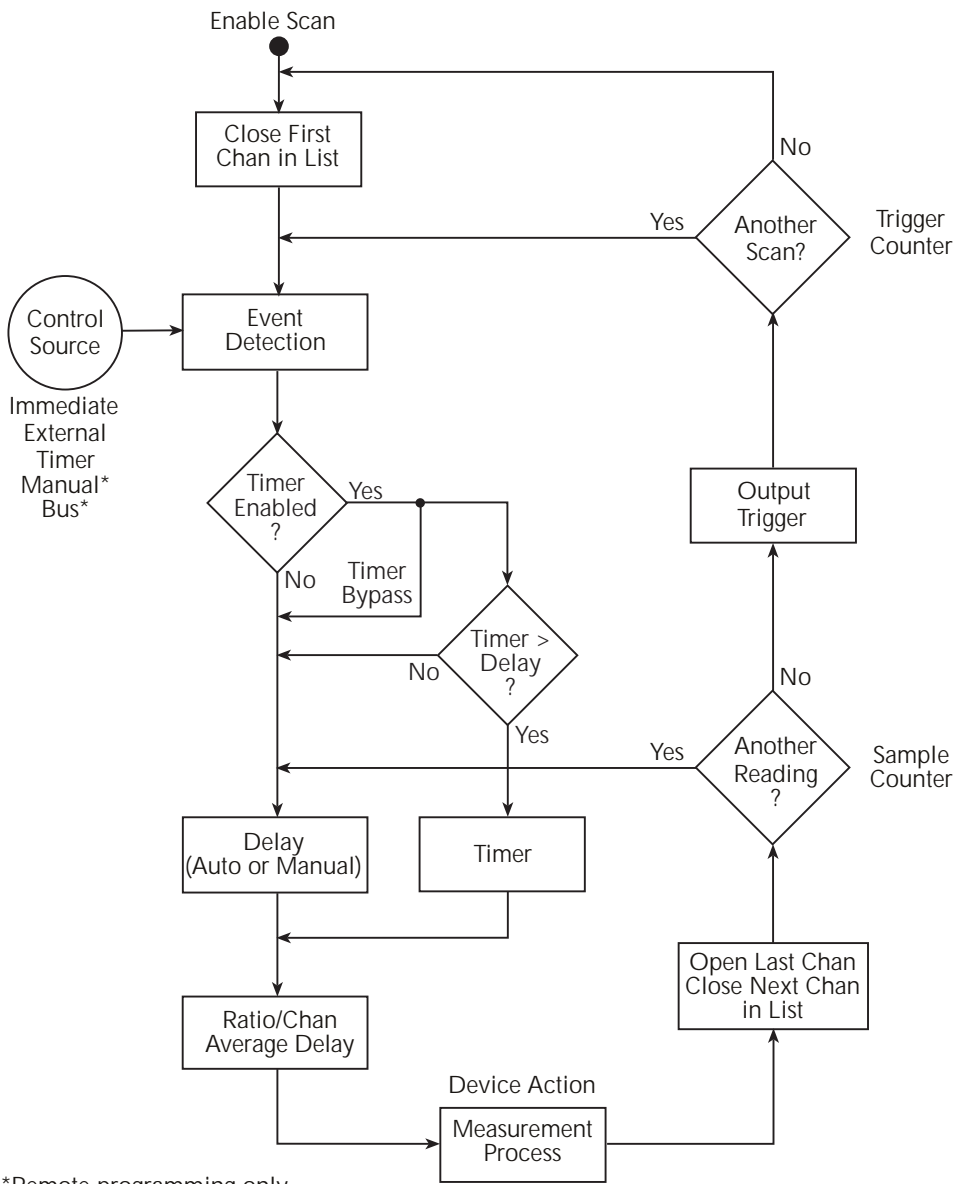 Enable Scan
Close First
Chan in List
No
Yes
Another
Scan?
Trigger
Counter
Control
Source
Event
Detection
Immediate
External
Timer
Manual*
Bus*
Timer
Enabled
?
Yes
No
Timer
Bypass
Output
Trigger
Timer >
Delay
?
No
Yes
No
Yes
Another
Reading
?
Sample
Counter
Delay
(Auto or Manual)
Timer
Open Last Chan
Close Next Chan
in List
Ratio/Chan
Average Delay
Device Action
Measurement
Process
*Remote programming only